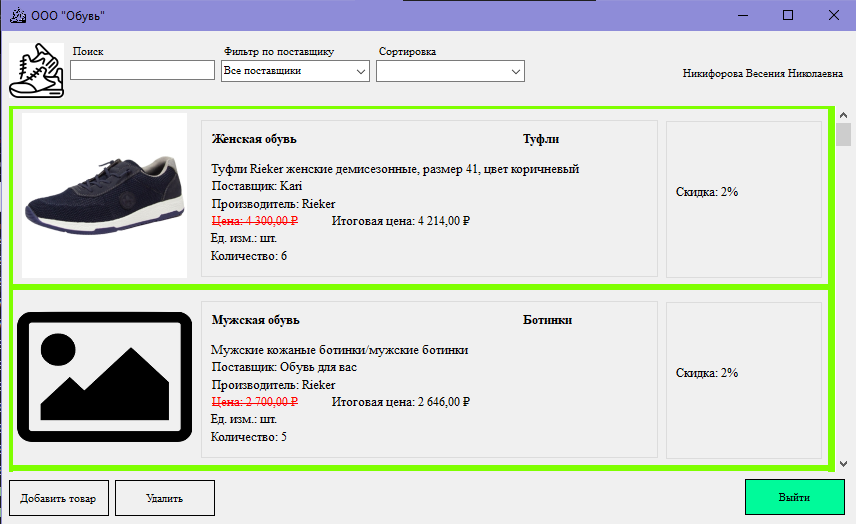 ООО "Обувь"
Поиск
Фильтр по поставщику
Сортировка
Все поставщики
Никифорова Весения Николаевна
Женская обувь
Туфли
Туфли Rieker женские демисезонные, размер 41, цвет коричневый
Поставщик: Kari
Производитель: Rieker
Цена: 4 300,00 ₽ Итоговая цена: 4 214,00 ₽
Ед. изм.: шт.
Количество: 6
Скидка: 2%
Мужская обувь
Ботинки
Мужские кожаные ботинки/мужские ботинки
Поставщик: Обувь для вас
Производитель: Rieker
Цена: 2 700,00 ₽ Итоговая цена: 2 646,00 ₽
Ед. изм.: шт.
Количество: 5
Скидка: 2%
Добавить товар
Удалить
Выйти